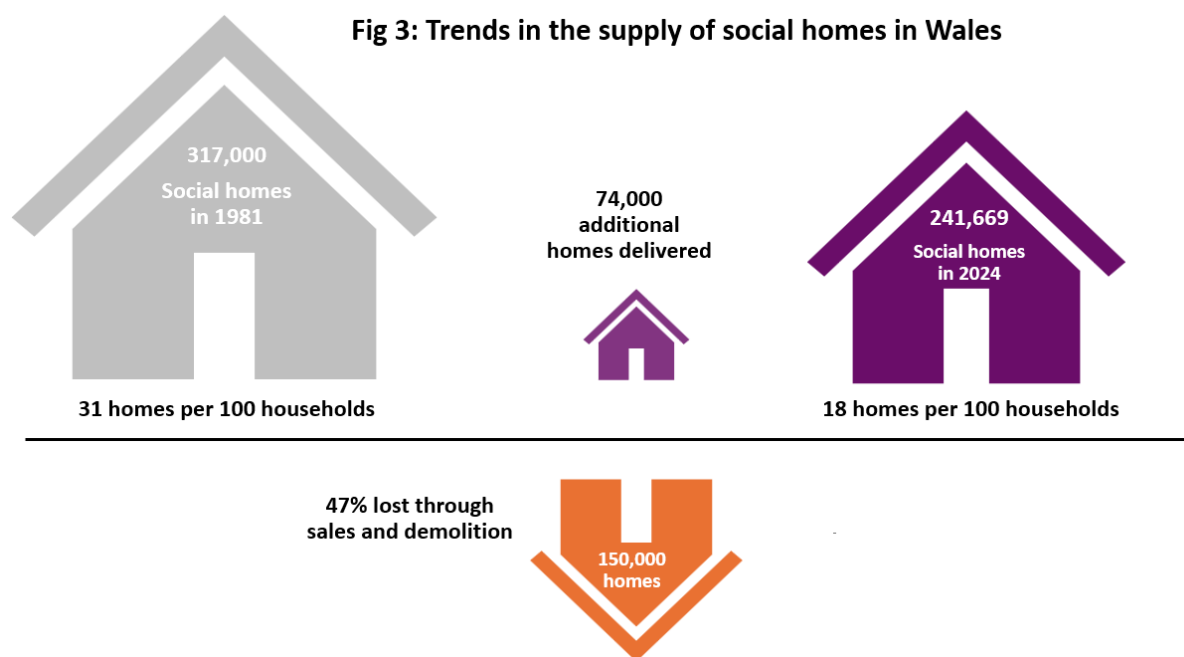 Fig 3: Trends in the supply of social homes in Wales
317,000
Social homes
in 1981
31 homes per 100 households
74,000
additional
homes delivered
241,669
Social homes
in 2024
18 homes per 100 households
47% lost through
sales and demolition
150,000
homes